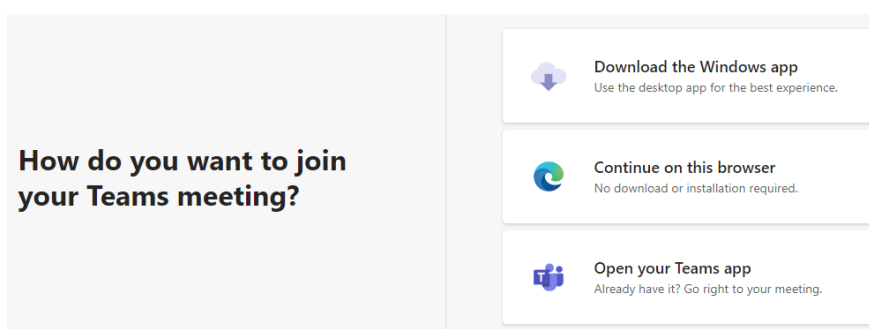 How do you want to join
your Teams meeting?
Download the Windows app
Use the desktop app for the best experience.
Continue on this browser
No download or installation required.
Open your Teams app
Already have it? Go right to your meeting.